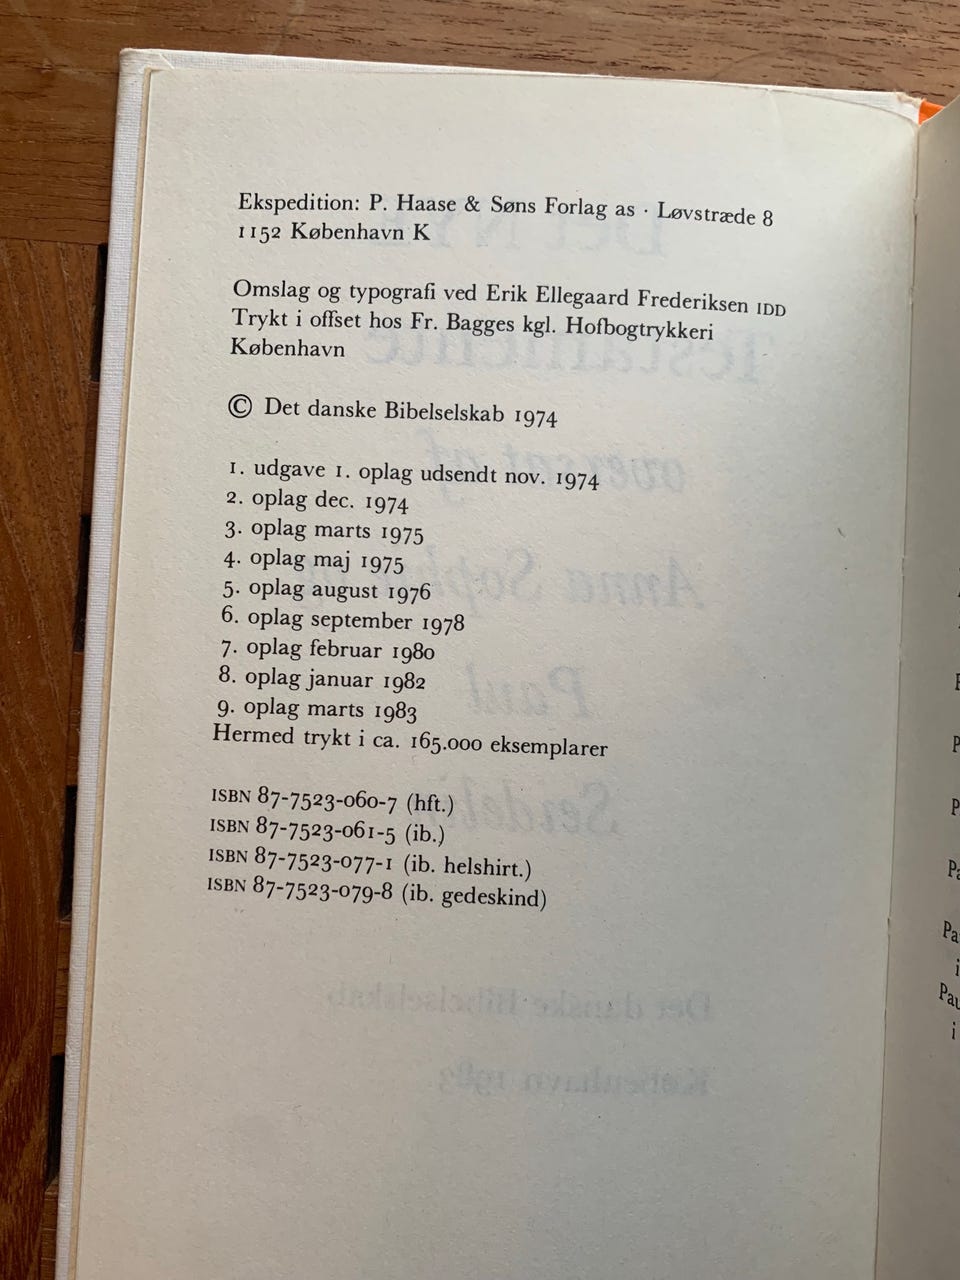 Ekspedition: P. Haase & Søns Forlag as · Løvstræde 8
1152 København K
Omslag og typografi ved Erik Ellegaard Frederiksen IDD
Trykt i offset hos Fr. Bagges kgl. Hofbogtrykkeri
København
© Det danske Bibelselskab 1974
1. udgave 1. oplag udsendt nov. 1974
2. oplag dec. 1974
3. oplag marts 1975
4. oplag maj 1975
5. oplag august 1976
6. oplag september 1978
7. oplag februar 1980
8. oplag januar 1982
9. oplag marts 1983
Hermed trykt i ca. 165.000 eksemplarer
ISBN 87-7523-060-7 (hft.)
ISBN 87-7523-061-5 (ib.)
ISBN 87-7523-077-1 (ib. helshirt.)
ISBN 87-7523-079-8 (ib. gedeskind)